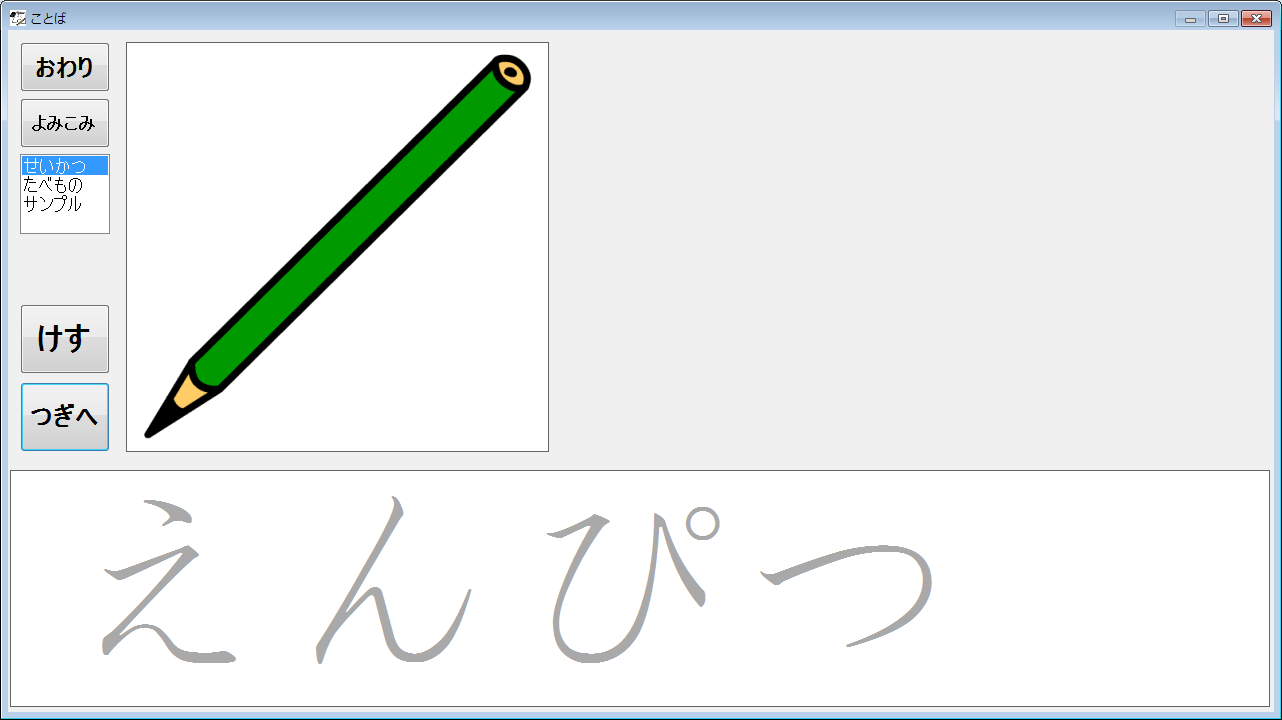 ことば
おわり
よみこみ
せいかつ
たべもの
サンプル
けす
つぎへ
えんぴつ